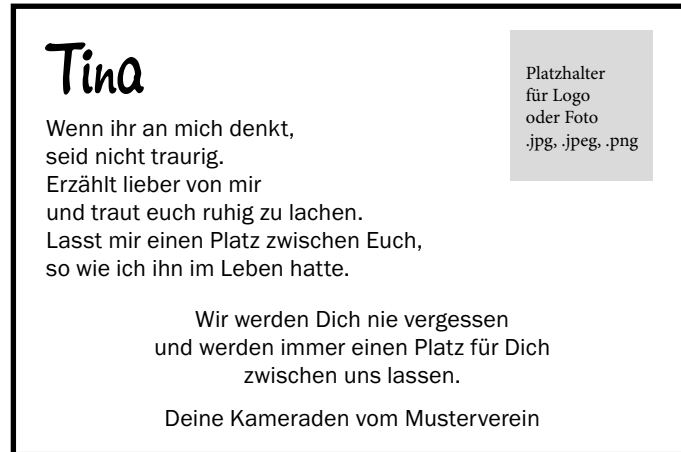 Tina
Platzhalter
für Logo
oder Foto
.jpg, .jpeg, .png
Wenn ihr an mich denkt,
seid nicht traurig.
Erzählt lieber von mir
und traut euch ruhig zu lachen.
Lasst mir einen Platz zwischen Euch,
so wie ich ihn im Leben hatte.
Wir werden Dich nie vergessen
und werden immer einen Platz für Dich
zwischen uns lassen.
Deine Kameraden vom Musterverein